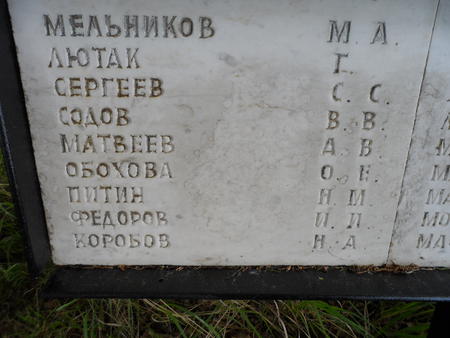 МЕЛЬНИКОВ М. А.
ЛЮТАК Г.
СЕРГЕЕВ С. С.
СОДОВ В. В.
МАТВЕЕВ А. В.
ОБОХОВА О. Н.
ПИТИН Н. М.
ФЕДОРОВ И. П.
КОРОБОВ Н. А.